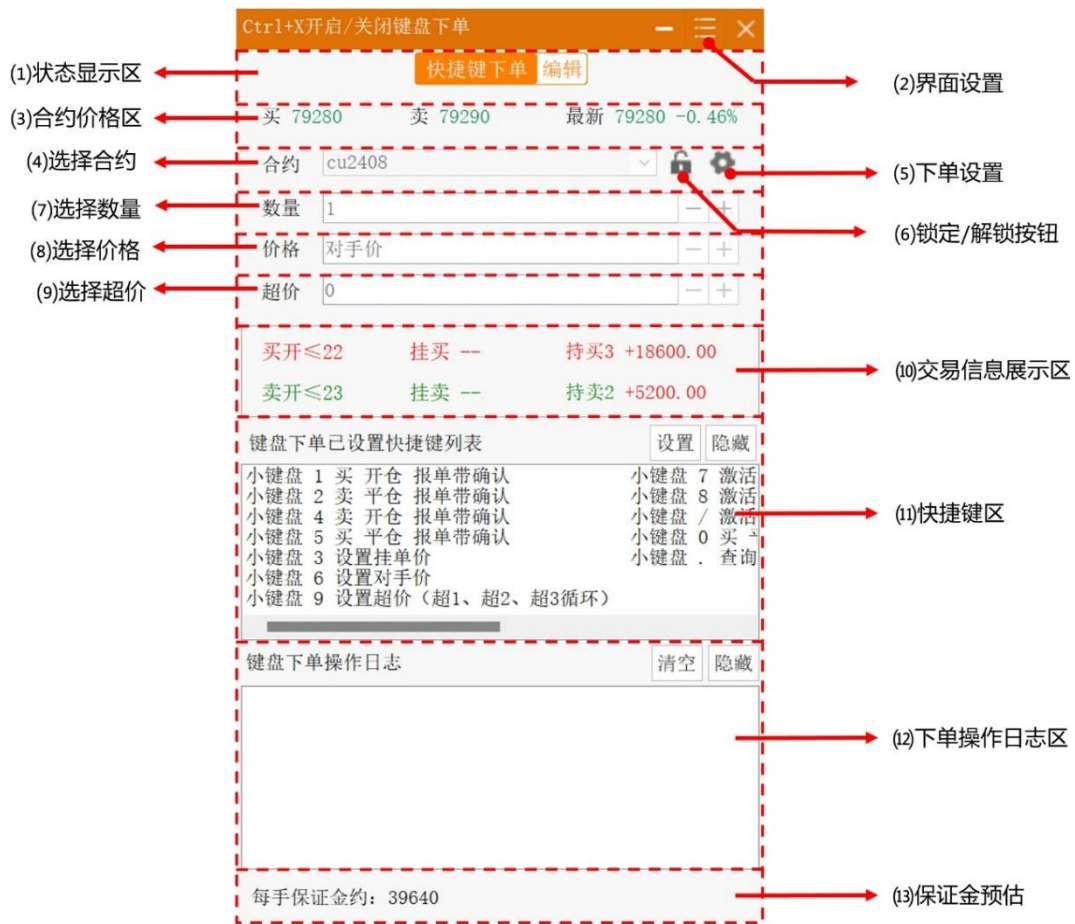 Ctrl+X开启/关闭键盘下单
⑴状态显示区
快捷键下单 编辑
⑵界面设置
⑶合约价格区
买 79280 卖 79290 最新 79280 -0.46%
⑷选择合约
合约 cu2408
⑸下单设置
⑺选择数量
数量 1 − +
⑹锁定/解锁按钮
⑻选择价格
价格 对手价 − +
⑼选择超价
超价 0 − +
买开≤22 挂买 -- 持买3 +18600.00
⑽交易信息展示区
卖开≤23 挂卖 -- 持卖2 +5200.00
键盘下单已设置快捷键列表 设置 隐藏
小键盘 1 买 开仓 报单带确认 小键盘 7 激活
小键盘 2 卖 平仓 报单带确认 小键盘 8 激活
小键盘 4 卖 开仓 报单带确认 小键盘 / 激活
⑾快捷键区
小键盘 5 买 平仓 报单带确认 小键盘 0 买
小键盘 3 设置挂单价 小键盘 . 查询
小键盘 6 设置对手价
小键盘 9 设置超价（超1、超2、超3循环）
键盘下单操作日志 清空 隐藏
⑿下单操作日志区
每手保证金约: 39640
⒀保证金预估